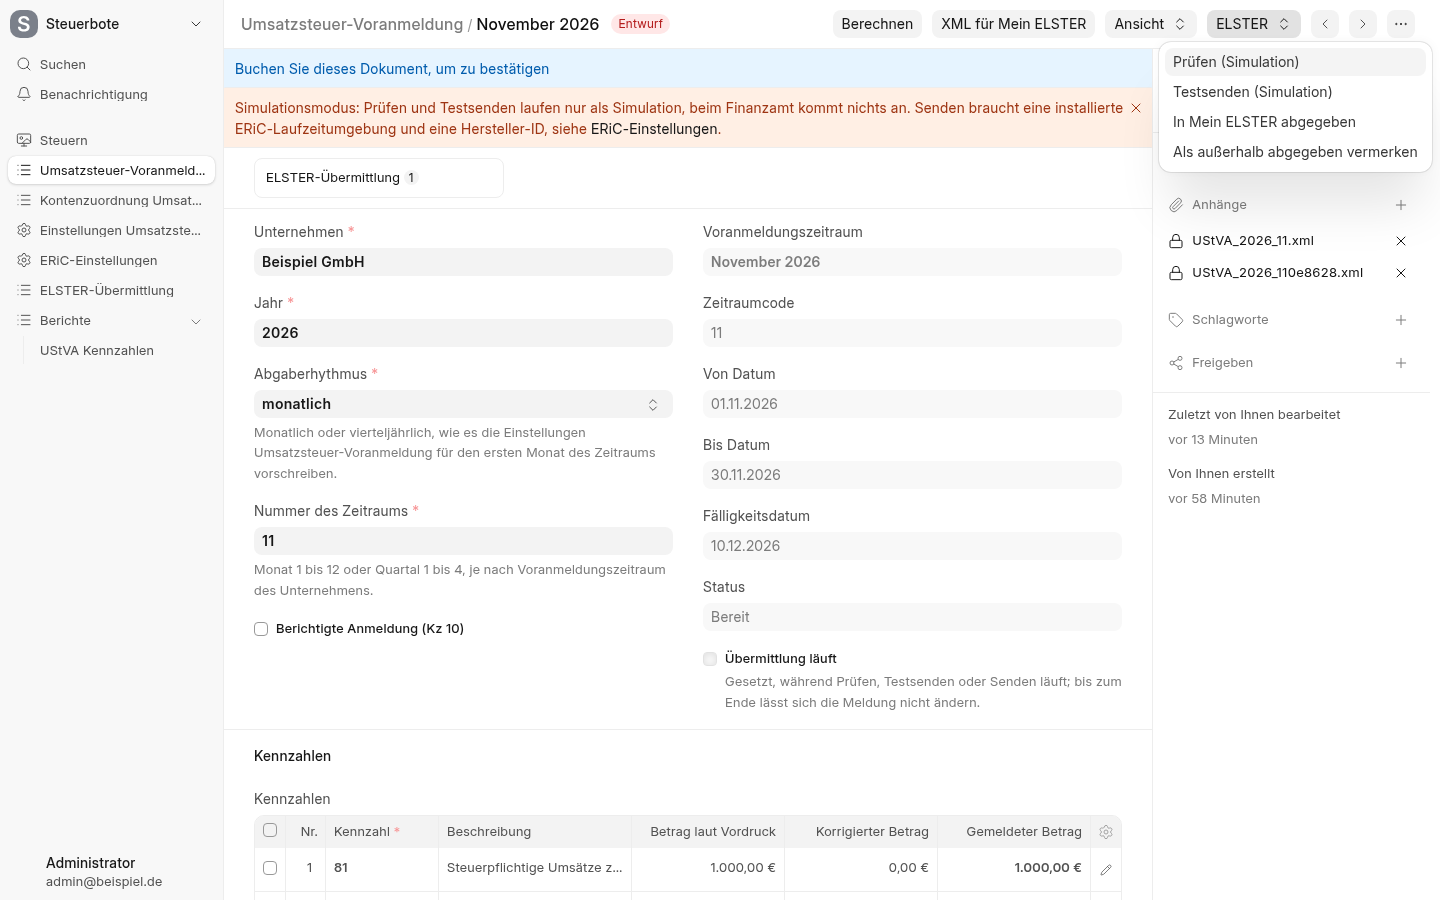 Steuerbote
Suchen
Benachrichtigung
Steuern
Umsatzsteuer-Voranmeld...
Kontenzuordnung Umsat...
Einstellungen Umsatzste...
ERiC-Einstellungen
ELSTER-Übermittlung
Berichte
UStVA Kennzahlen
Administrator
admin@beispiel.de
Umsatzsteuer-Voranmeldung / November 2026 Entwurf
Berechnen XML für Mein ELSTER Ansicht ELSTER
Buchen Sie dieses Dokument, um zu bestätigen
Simulationsmodus: Prüfen und Testsenden laufen nur als Simulation, beim Finanzamt kommt nichts an. Senden braucht eine installierte
ERiC-Laufzeitumgebung und eine Hersteller-ID, siehe ERiC-Einstellungen.
Prüfen (Simulation)
Testsenden (Simulation)
In Mein ELSTER abgegeben
Als außerhalb abgegeben vermerken
ELSTER-Übermittlung 1
Unternehmen *
Beispiel GmbH
Jahr *
2026
Abgaberhythmus *
monatlich
Monatlich oder vierteljährlich, wie es die Einstellungen
Umsatzsteuer-Voranmeldung für den ersten Monat des Zeitraums
vorschreiben.
Nummer des Zeitraums *
11
Monat 1 bis 12 oder Quartal 1 bis 4, je nach Voranmeldungszeitraum
des Unternehmens.
Berichtigte Anmeldung (Kz 10)
Voranmeldungszeitraum
November 2026
Zeitraumcode
11
Von Datum
01.11.2026
Bis Datum
30.11.2026
Fälligkeitsdatum
10.12.2026
Status
Bereit
Übermittlung läuft
Gesetzt, während Prüfen, Testsenden oder Senden läuft; bis zum
Ende lässt sich die Meldung nicht ändern.
Kennzahlen
Kennzahlen
Nr. Kennzahl * Beschreibung Betrag laut Vordruck Korrigierter Betrag Gemeldeter Betrag
1 81 Steuerpflichtige Umsätze z... 1.000,00 € 0,00 € 1.000,00 €
Anhänge
UStVA_2026_11.xml
UStVA_2026_110e8628.xml
Schlagworte
Freigeben
Zuletzt von Ihnen bearbeitet
vor 13 Minuten
Von Ihnen erstellt
vor 58 Minuten